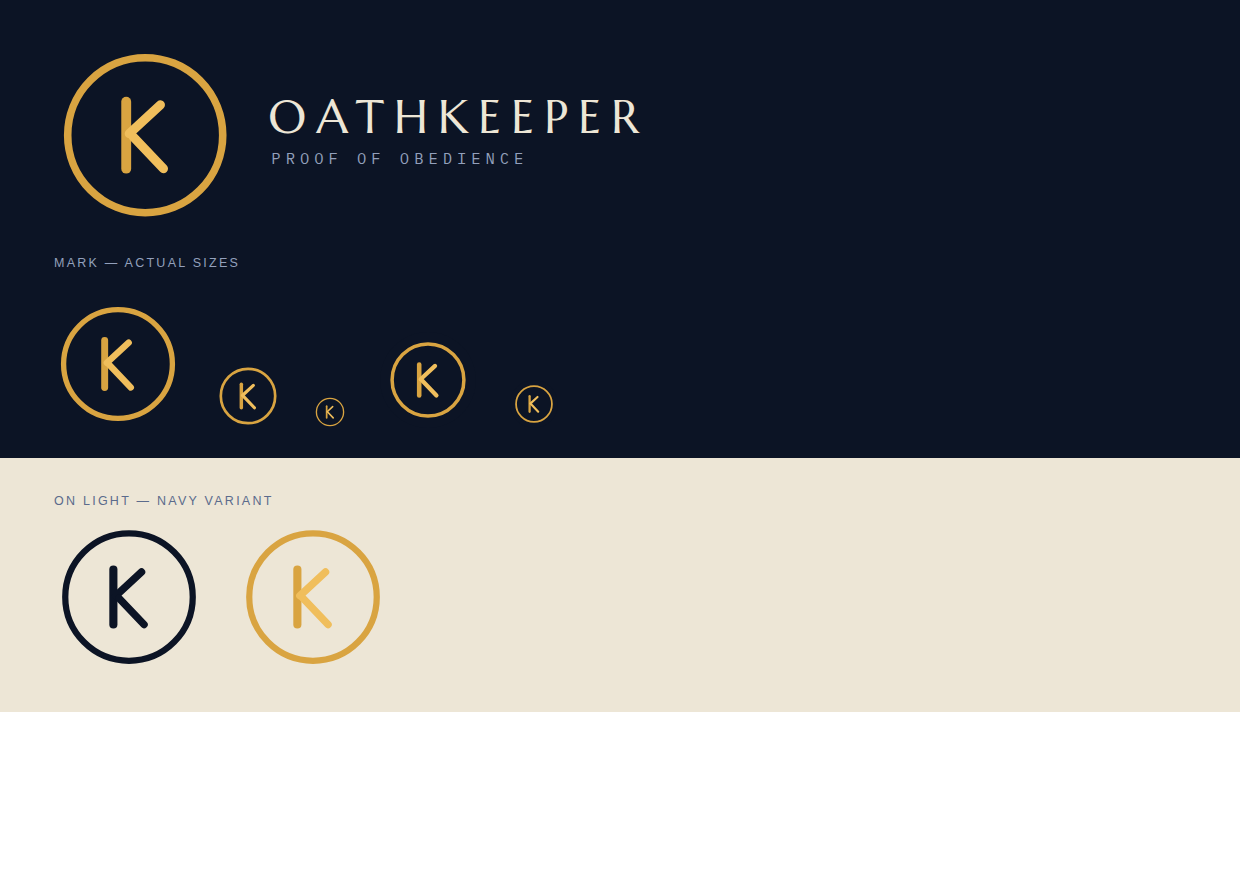 K
OATHKEEPER
PROOF OF OBEDIENCE
MARK — ACTUAL SIZES
K K K K K
ON LIGHT — NAVY VARIANT
K K